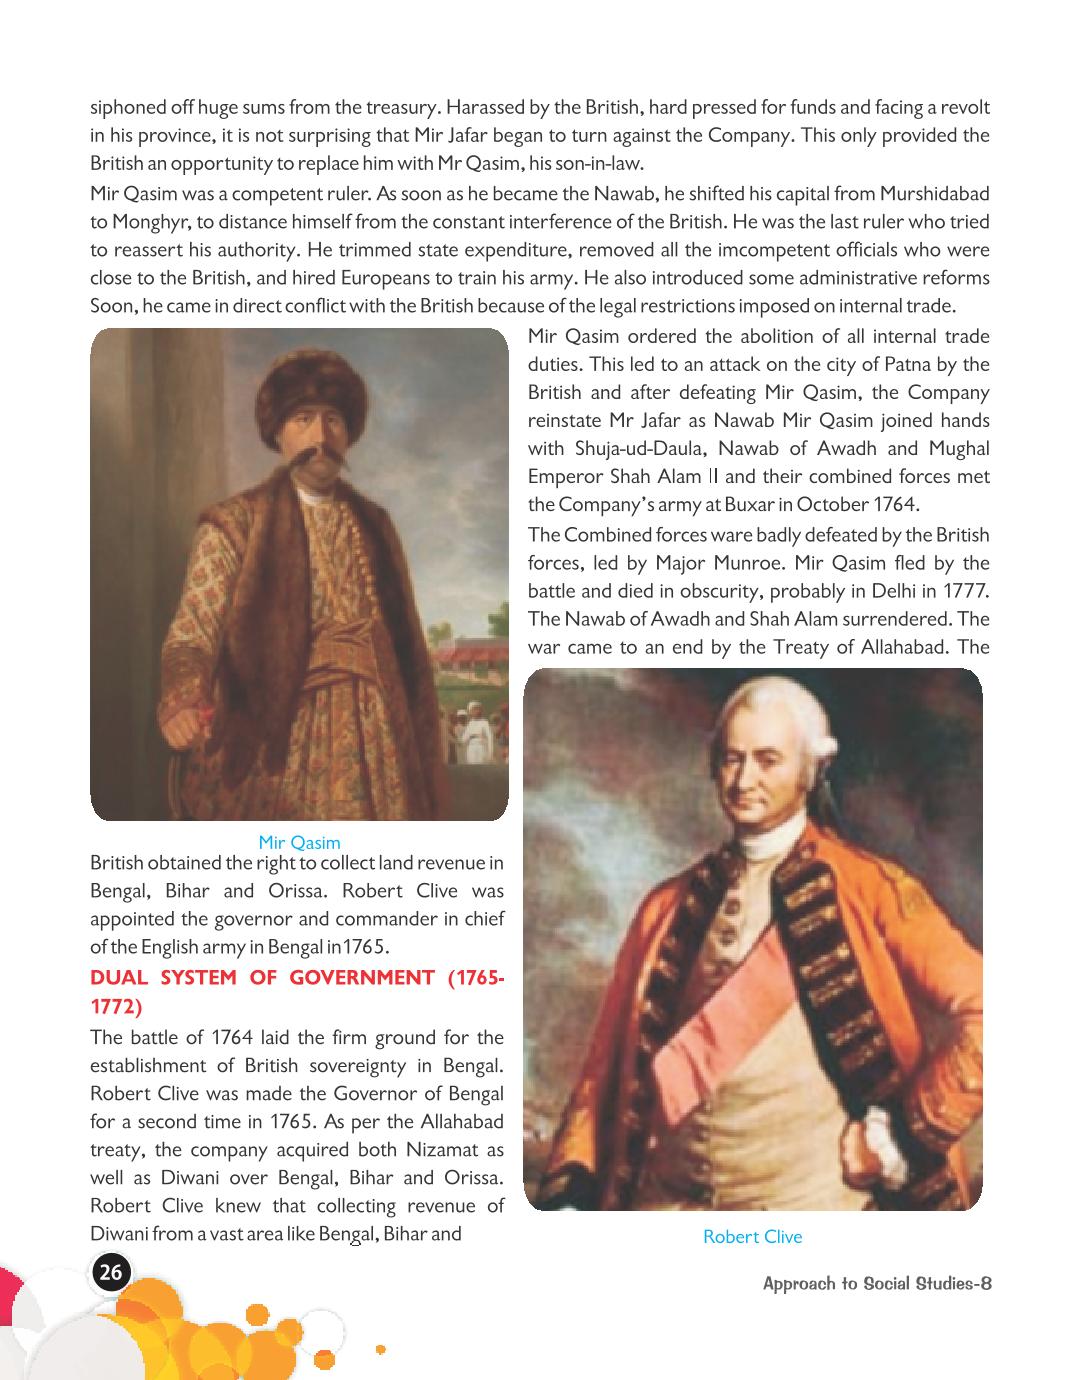 siphoned off huge sums from the treasury. Harassed by the British, hard pressed for funds and facing a revolt
in his province, it is not surprising that Mir Jafar began to turn against the Company. This only provided the
British an opportunity to replace him with Mr Qasim, his son-in-law.
Mir Qasim was a competent ruler. As soon as he became the Nawab, he shifted his capital from Murshidabad
to Monghyr, to distance himself from the constant interference of the British. He was the last ruler who tried
to reassert his authority. He trimmed state expenditure, removed all the imcompetent officials who were
close to the British, and hired Europeans to train his army. He also introduced some administrative reforms
Soon, he came in direct conflict with the British because of the legal restrictions imposed on internal trade.
Mir Qasim ordered the abolition of all internal trade
duties. This led to an attack on the city of Patna by the
British and after defeating Mir Qasim, the Company
reinstate Mr Jafar as Nawab Mir Qasim joined hands
with Shuja-ud-Daula, Nawab of Awadh and Mughal
Emperor Shah Alam II and their combined forces met
the Company's army at Buxar in October 1764.
The Combined forces ware badly defeated by the British
forces, led by Major Munroe. Mir Qasim fled by the
battle and died in obscurity, probably in Delhi in 1777.
The Nawab of Awadh and Shah Alam surrendered. The
war came to an end by the Treaty of Allahabad. The
Mir Qasim
British obtained the right to collect land revenue in
Bengal, Bihar and Orissa. Robert Clive was
appointed the governor and commander in chief
of the English army in Bengal in 1765.
DUAL SYSTEM OF GOVERNMENT (1765-
1772)
The battle of 1764 laid the firm ground for the
establishment of British sovereignty in Bengal.
Robert Clive was made the Governor of Bengal
for a second time in 1765. As per the Allahabad
treaty, the company acquired both Nizamat as
well as Diwani over Bengal, Bihar and Orissa.
Robert Clive knew that collecting revenue of
Diwani from a vast area like Bengal, Bihar and
Robert Clive
26
Approach to Social Studies-8